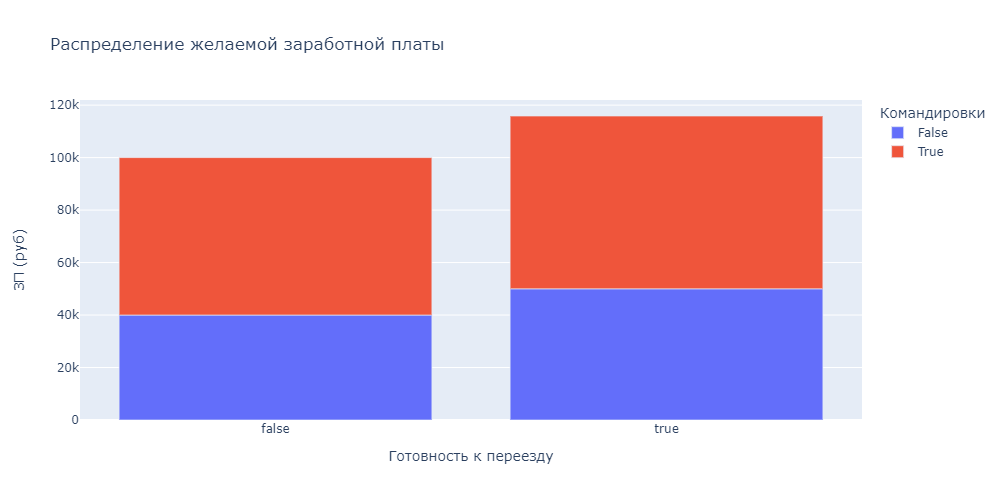 Распределение желаемой заработной платы
120k
100k
80k
60k
40k
20k
0
ЗП (руб)
false
true
Готовность к переезду
Командировки
False
True